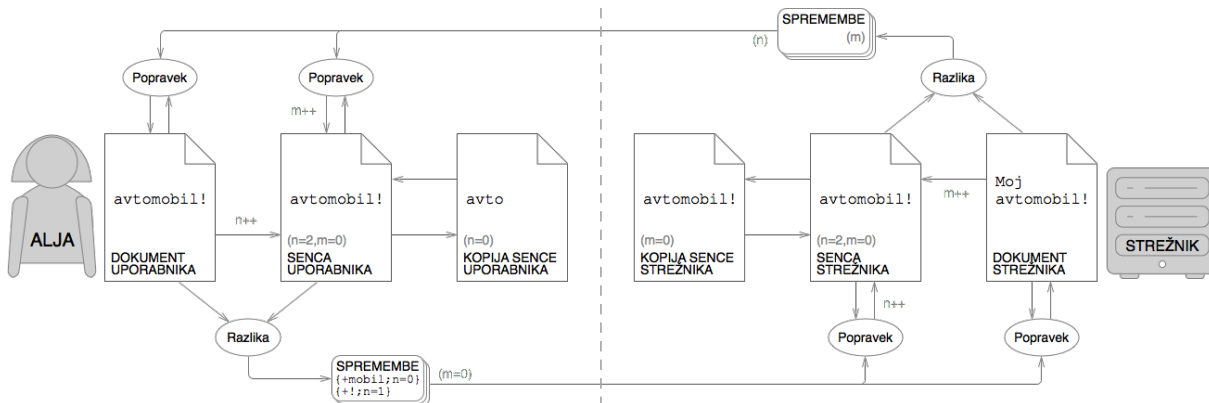 SPREMEMBE
(n)
(m)
Popravek
Popravek
Razlika
m++
avtomobil!
avtomobil!
avto
avtomobil!
avtomobil!
Moj
avtomobil!
m++
n++
ALJA
(n=2,m=0)
(n=0)
(m=0)
(n=2,m=0)
STREŽNIK
DOKUMENT
UPORABNIKA
SENCA
UPORABNIKA
KOPIJA SENCE
UPORABNIKA
KOPIJA SENCE
STREŽNIKA
SENCA
STREŽNIKA
DOKUMENT
STREŽNIKA
n++
Razlika
Popravek
Popravek
SPREMEMBE
{+mobil;n=0}
{+!;n=1}
(m=0)